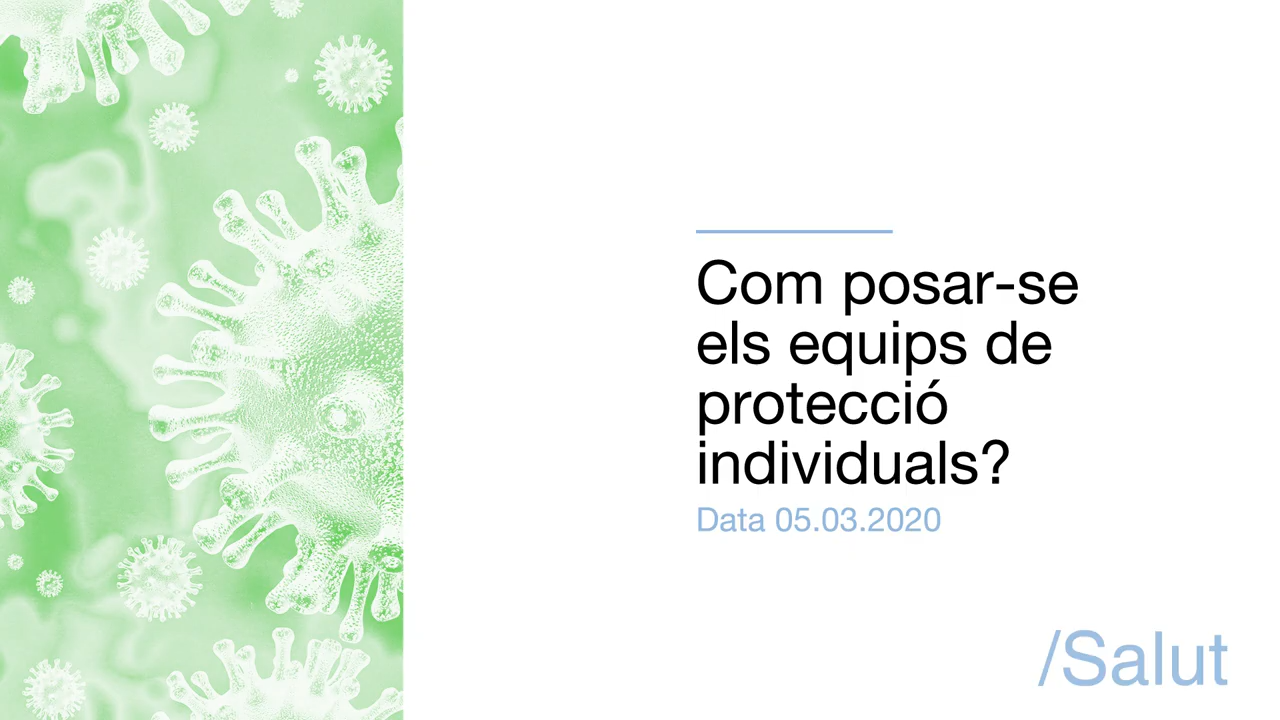 Com posar-se
els equips de
protecció
individuals?
Data 05.03.2020
/Salut